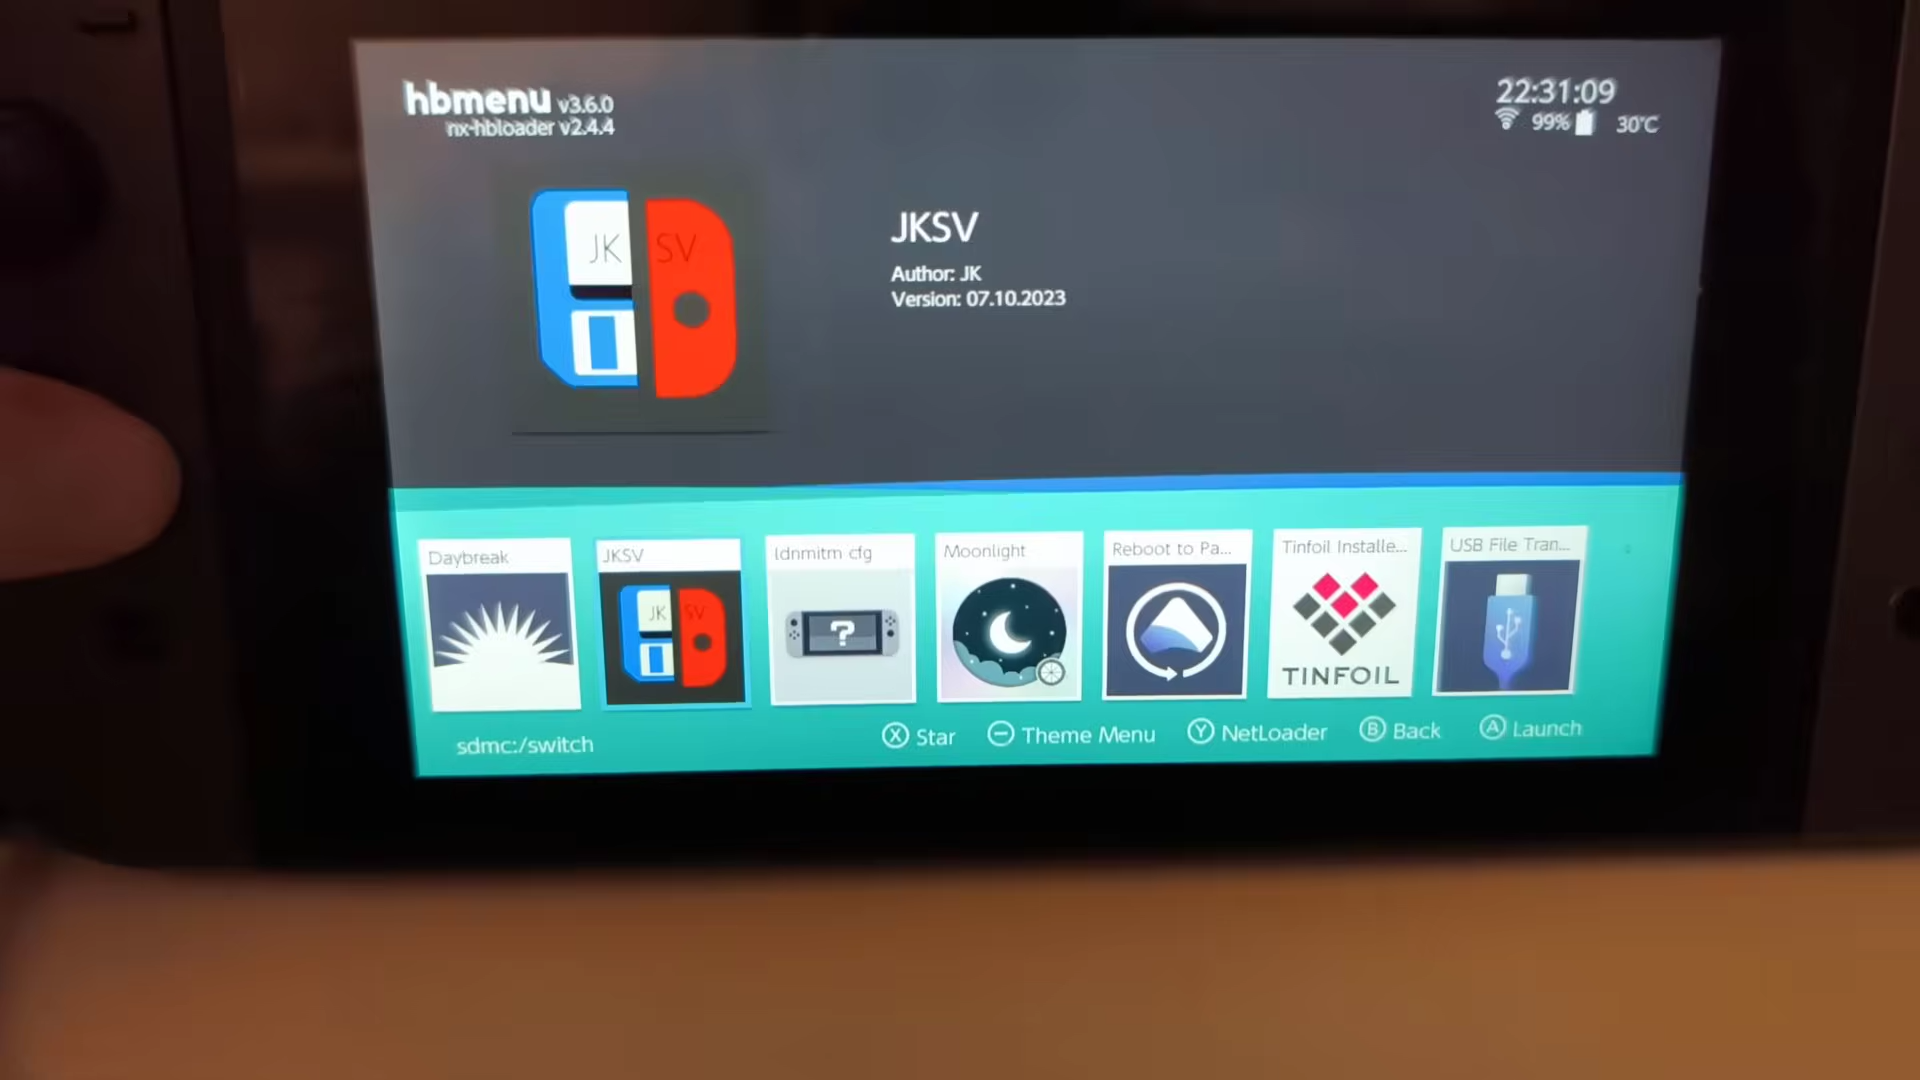 hbmenu v3.6.0
nx-hbloader v2.4.4
22:31:09
99% 30°C
JK SV
JKSV
Author: JK
Version: 07.10.2023
Daybreak
JKSV
ldnmitm cfg
Moonlight
Reboot to Pa...
Tinfoil Installe...
USB File Tran...
JK SV
?
TINFOIL
sdmc:/switch
X Star
Theme Menu
Y NetLoader
B Back
A Launch